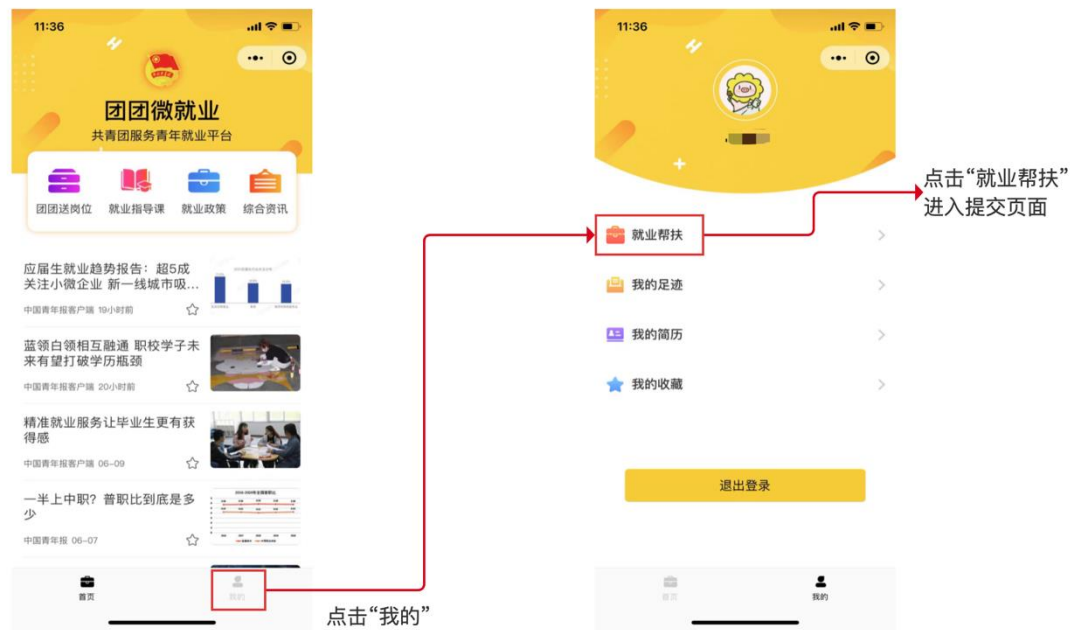 11:36
团团微就业
共青团服务青年就业平台
团团送岗位 就业指导课 就业政策 综合资讯
应届生就业趋势报告：超5成
关注小微企业 新一线城市吸...
中国青年报客户端 19小时前
蓝领白领相互融通 职校学子未
来有望打破学历瓶颈
中国青年报客户端 20小时前
精准就业服务让毕业生更有获
得感
中国青年报客户端 06-09
一半上中职？普职比到底是多
少
中国青年报 06-07
首页
我的
点击“我的”
11:36
就业帮扶
我的足迹
我的简历
我的收藏
退出登录
首页
我的
点击“就业帮扶”
进入提交页面